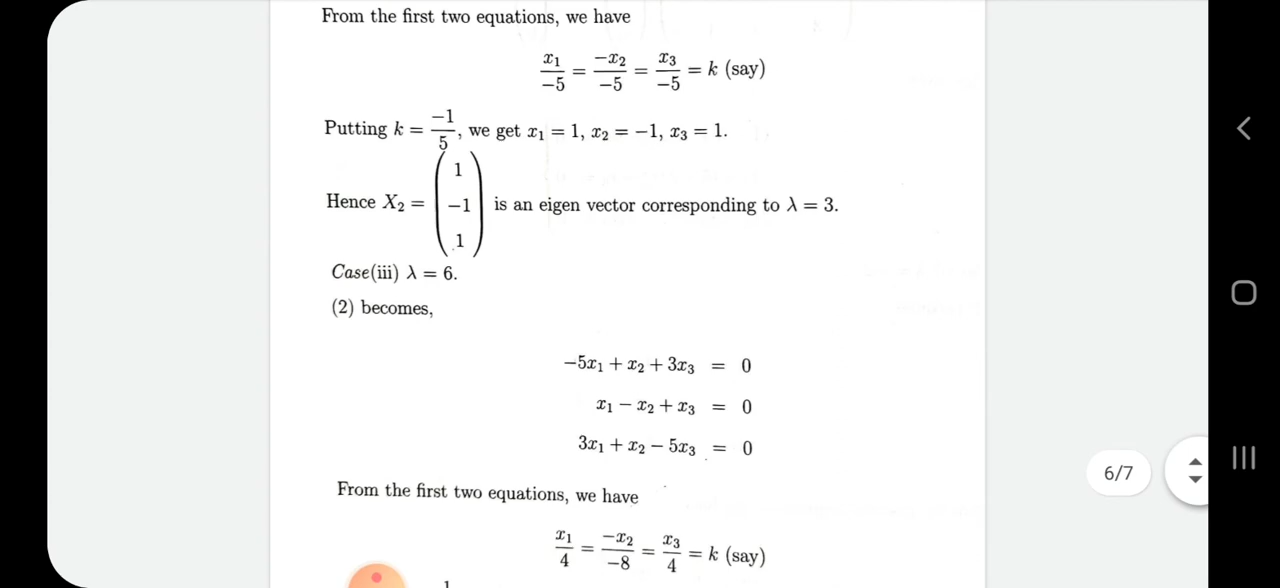 From the first two equations, we have
x₁/−5 = −x₂/−5 = x₃/−5 = k (say)
Putting k = −1/5, we get x₁ = 1, x₂ = −1, x₃ = 1.
Hence X₂ = (1 −1 1) is an eigen vector corresponding to λ = 3.
Case(iii) λ = 6.
(2) becomes,
−5x₁ + x₂ + 3x₃ = 0
x₁ − x₂ + x₃ = 0
3x₁ + x₂ − 5x₃ = 0
6/7
From the first two equations, we have
x₁/4 = −x₂/−8 = x₃/4 = k (say)